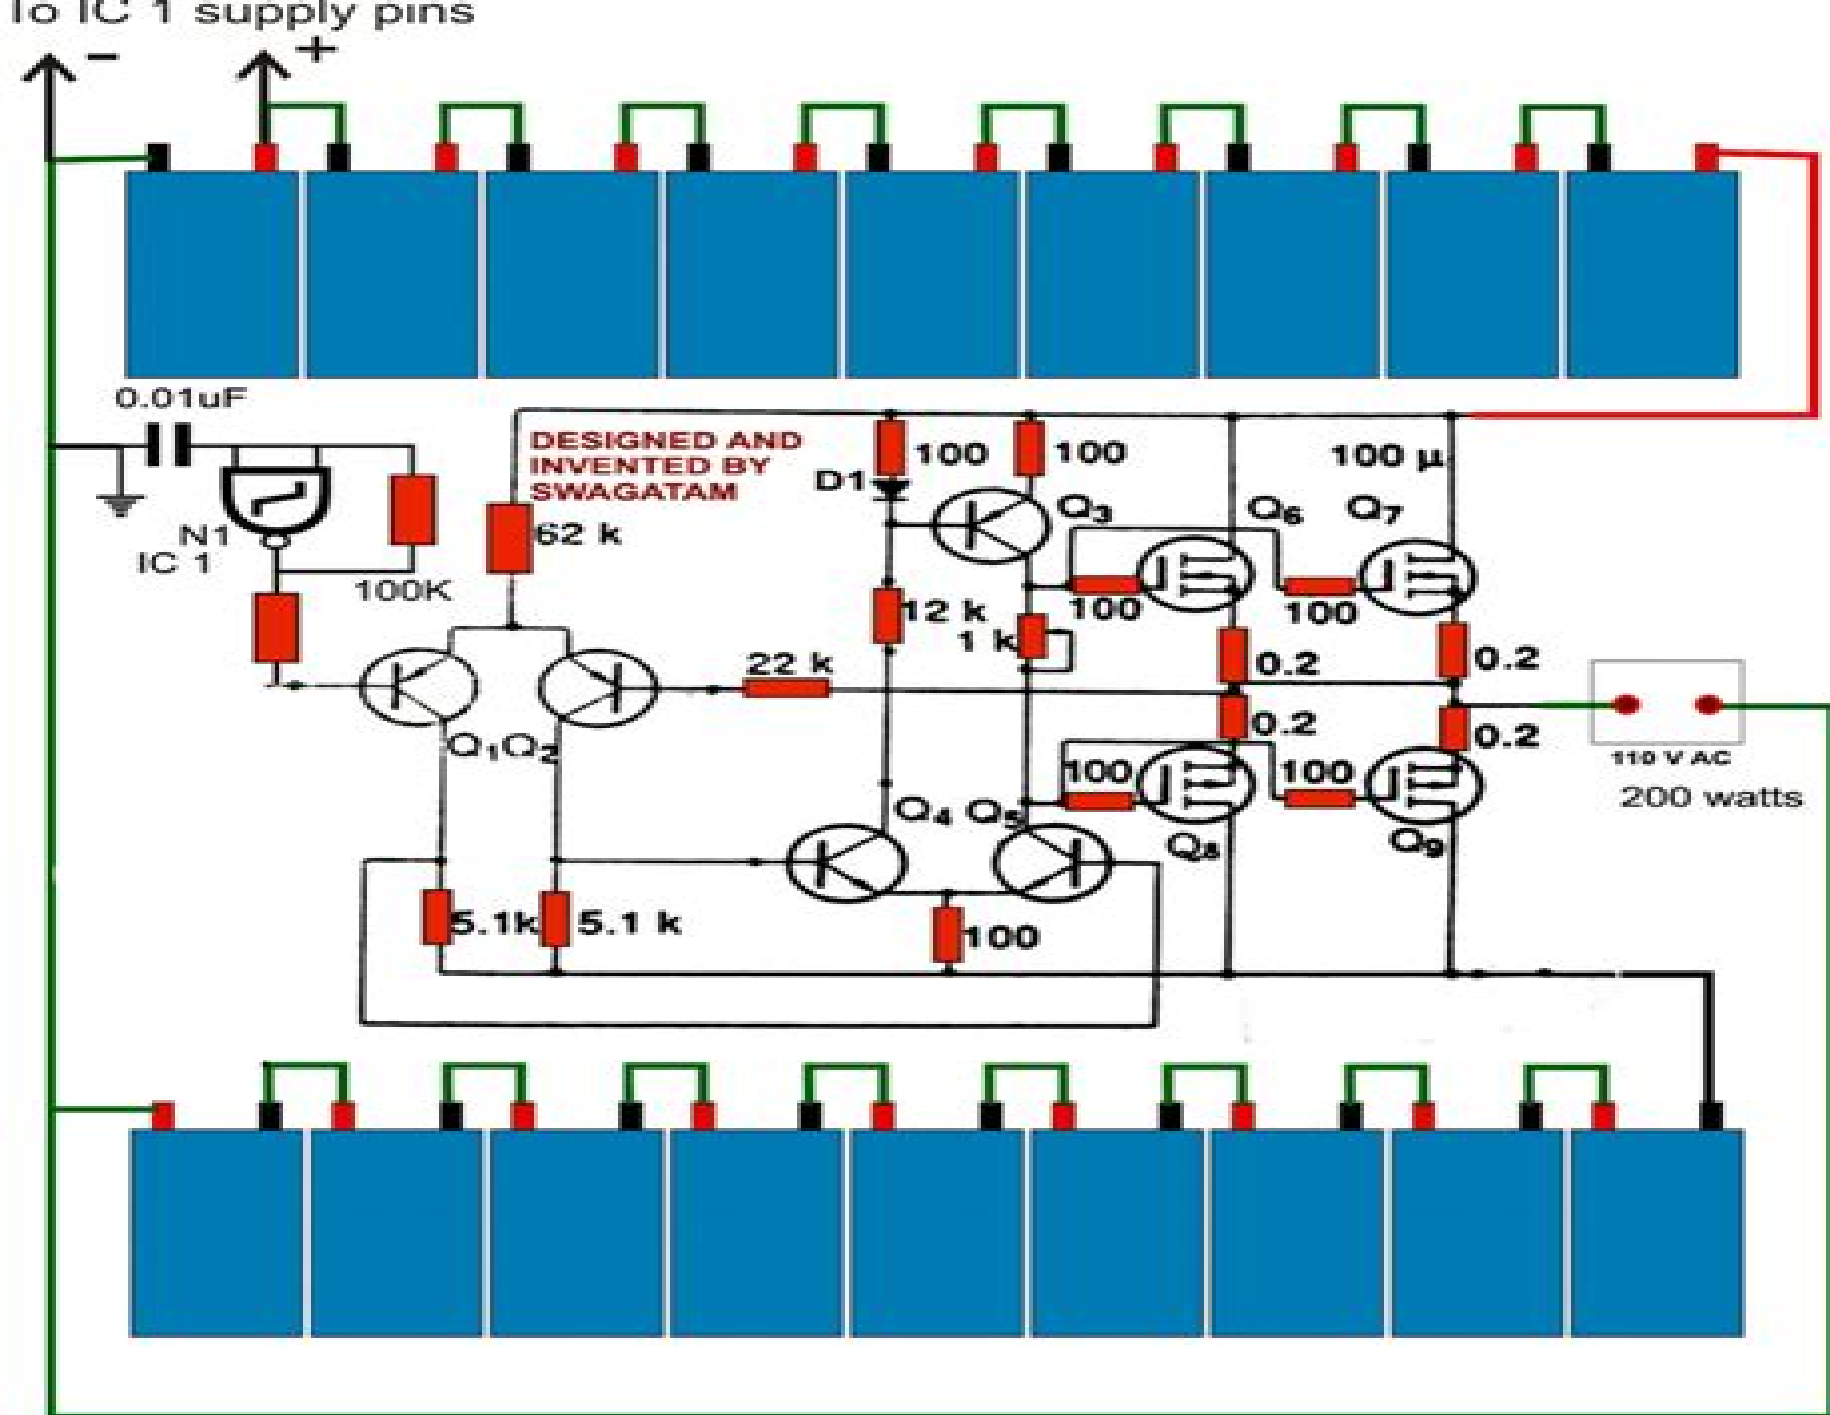 To IC 1 supply pins
- +
0.01uF
DESIGNED AND
INVENTED BY
SWAGATAM
100
100
100 µ
D1
Q3
Q6
Q7
N1
IC 1
62 k
100K
12 k
1 k
100
100
22 k
0.2
0.2
Q1
Q2
0.2
0.2
110 V AC
200 watts
100
100
Q4
Q5
Q8
Q9
5.1k
5.1 k
100